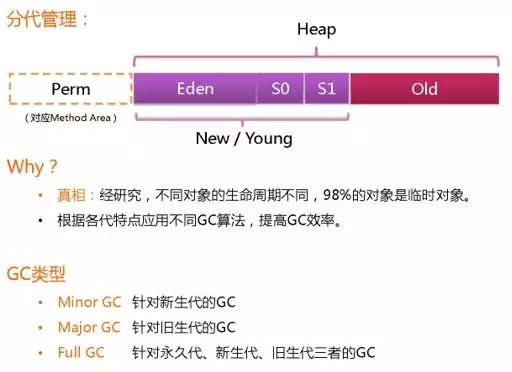 分代管理：
Heap
Perm
Eden
S0
S1
Old
（对应Method Area）
New / Young
Why？
• 真相：经研究，不同对象的生命周期不同，98%的对象是临时对象。
• 根据各代特点应用不同GC算法，提高GC效率。
GC类型
• Minor GC 针对新生代的GC
• Major GC 针对旧生代的GC
• Full GC 针对永久代、新生代、旧生代三者的GC